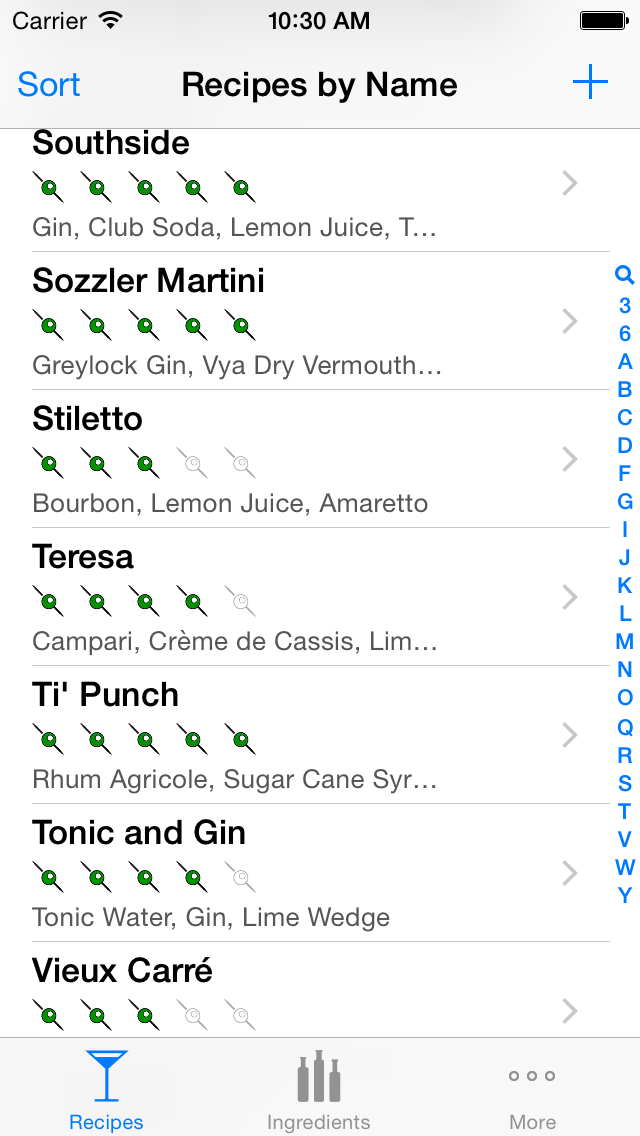 Carrier 10:30 AM
Sort Recipes by Name +
Southside
Gin, Club Soda, Lemon Juice, T...
Sozzler Martini
Greylock Gin, Vya Dry Vermouth...
Stiletto
Bourbon, Lemon Juice, Amaretto
Teresa
Campari, Crème de Cassis, Lim...
Ti' Punch
Rhum Agricole, Sugar Cane Syr...
Tonic and Gin
Tonic Water, Gin, Lime Wedge
Vieux Carré
3
6
A
B
C
D
F
G
I
J
K
L
M
N
O
Q
R
S
T
V
W
Y
Recipes Ingredients More